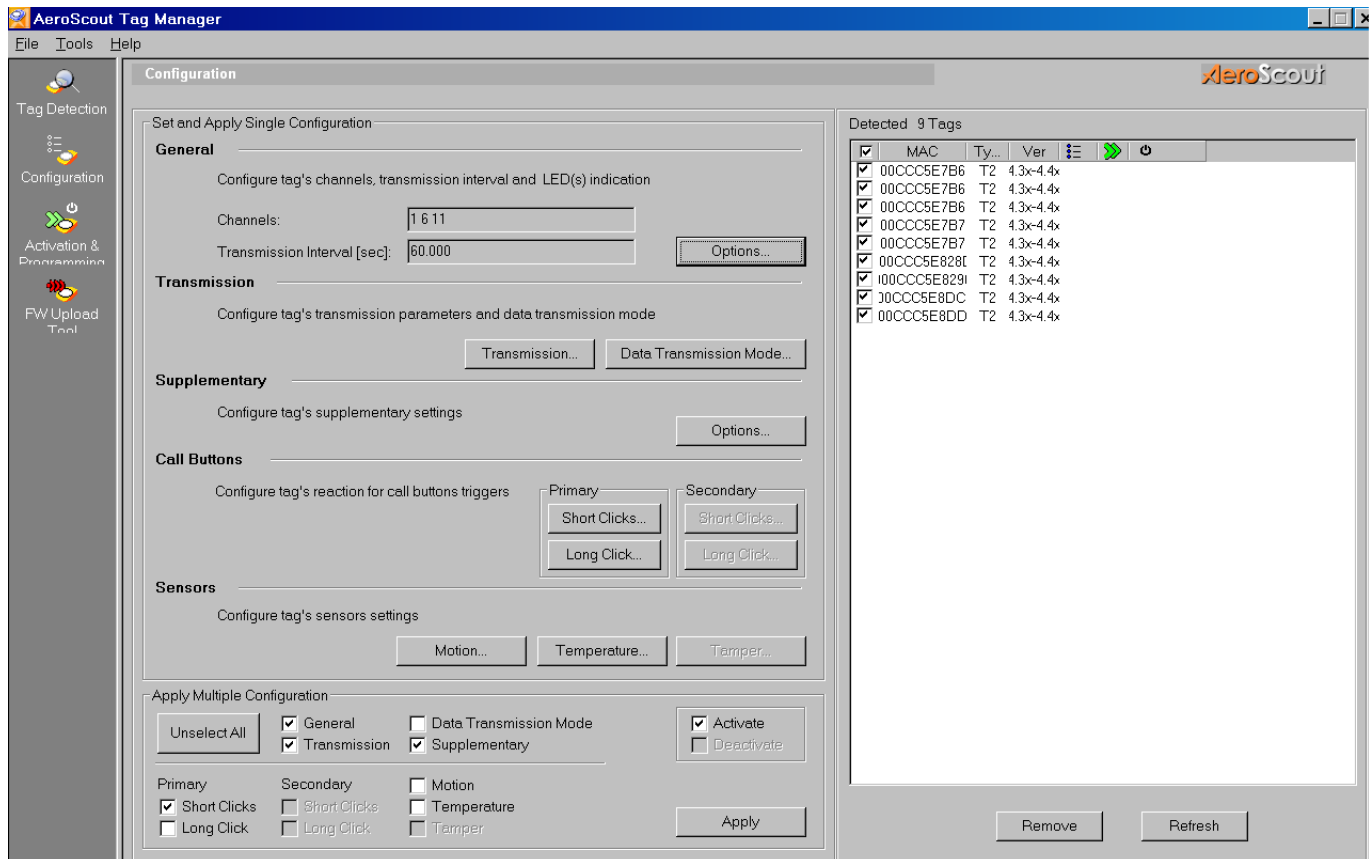 AeroScout Tag Manager
File Tools Help
Tag Detection
Configuration
Activation &
Programming
FW Upload
Tool
Configuration
AeroScout
Set and Apply Single Configuration
General
Configure tag's channels, transmission interval and LED(s) indication
Channels: 1 6 11
Transmission Interval [sec]: 60.000 Options...
Transmission
Configure tag's transmission parameters and data transmission mode
Transmission... Data Transmission Mode...
Supplementary
Configure tag's supplementary settings
Options...
Call Buttons
Configure tag's reaction for call buttons triggers
Primary Secondary
Short Clicks... Short Clicks...
Long Click... Long Click...
Sensors
Configure tag's sensors settings
Motion... Temperature... Tamper...
Apply Multiple Configuration
Unselect All
General Data Transmission Mode Activate
Transmission Supplementary Deactivate
Primary Secondary Motion
Short Clicks Short Clicks Temperature
Long Click Long Click Tamper
Apply
Detected 9 Tags
MAC Ty... Ver
00CCC5E7B6 T2 4.3x-4.4x
00CCC5E7B6 T2 4.3x-4.4x
00CCC5E7B6 T2 4.3x-4.4x
00CCC5E7B7 T2 4.3x-4.4x
00CCC5E7B7 T2 4.3x-4.4x
00CCC5E828 T2 4.3x-4.4x
00CCC5E829 T2 4.3x-4.4x
00CCC5E8DC T2 4.3x-4.4x
00CCC5E8DD T2 4.3x-4.4x
Remove Refresh